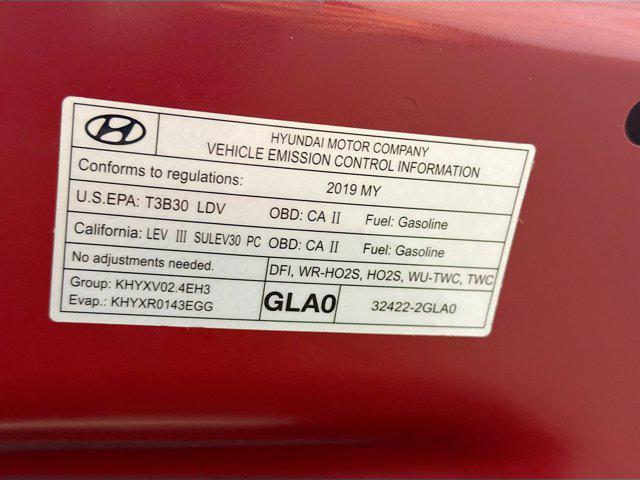 HYUNDAI MOTOR COMPANY
VEHICLE EMISSION CONTROL INFORMATION
Conforms to regulations: 2019 MY
U.S.EPA: T3B30 LDV OBD: CA II Fuel: Gasoline
California: LEV III SULEV30 PC OBD: CA II Fuel: Gasoline
No adjustments needed. DFI, WR-HO2S, HO2S, WU-TWC, TWC
Group: KHYXV02.4EH3
Evap.: KHYXR0143EGG
GLA0 32422-2GLA0